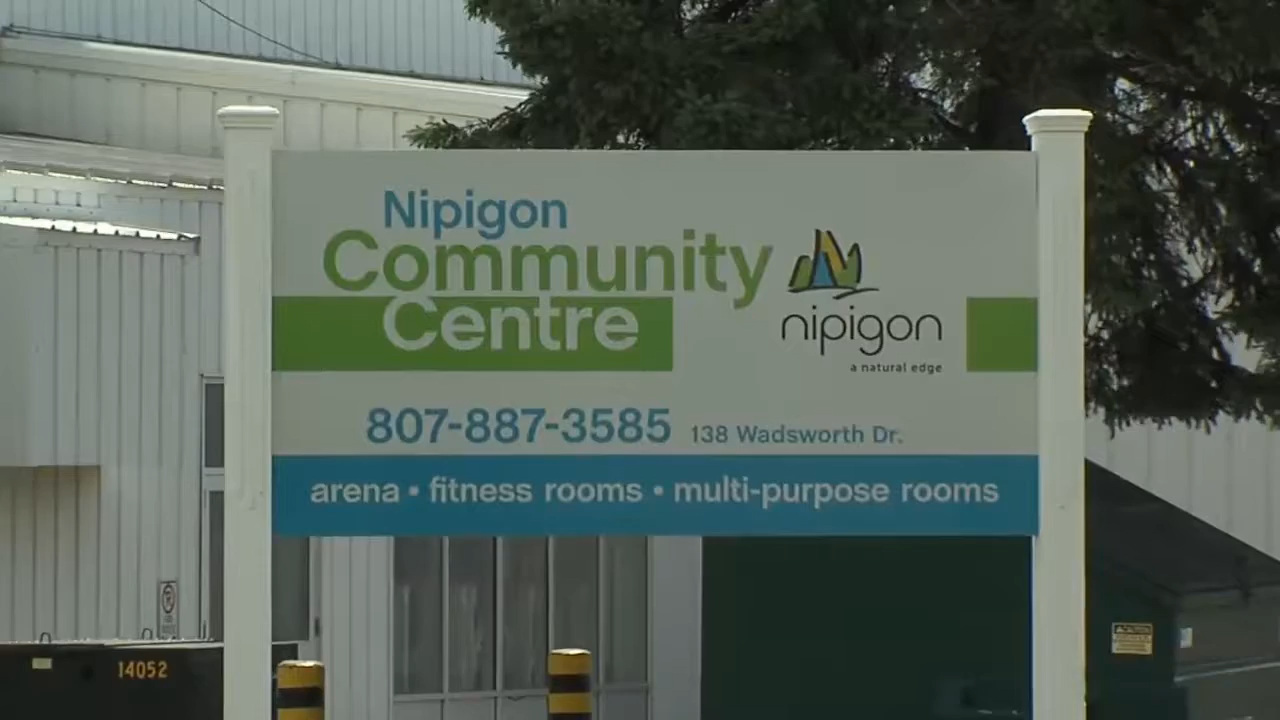 Nipigon
Community
Centre
nipigon
a natural edge
807-887-3585 138 Wadsworth Dr.
arena • fitness rooms • multi-purpose rooms
14052
CAUTION